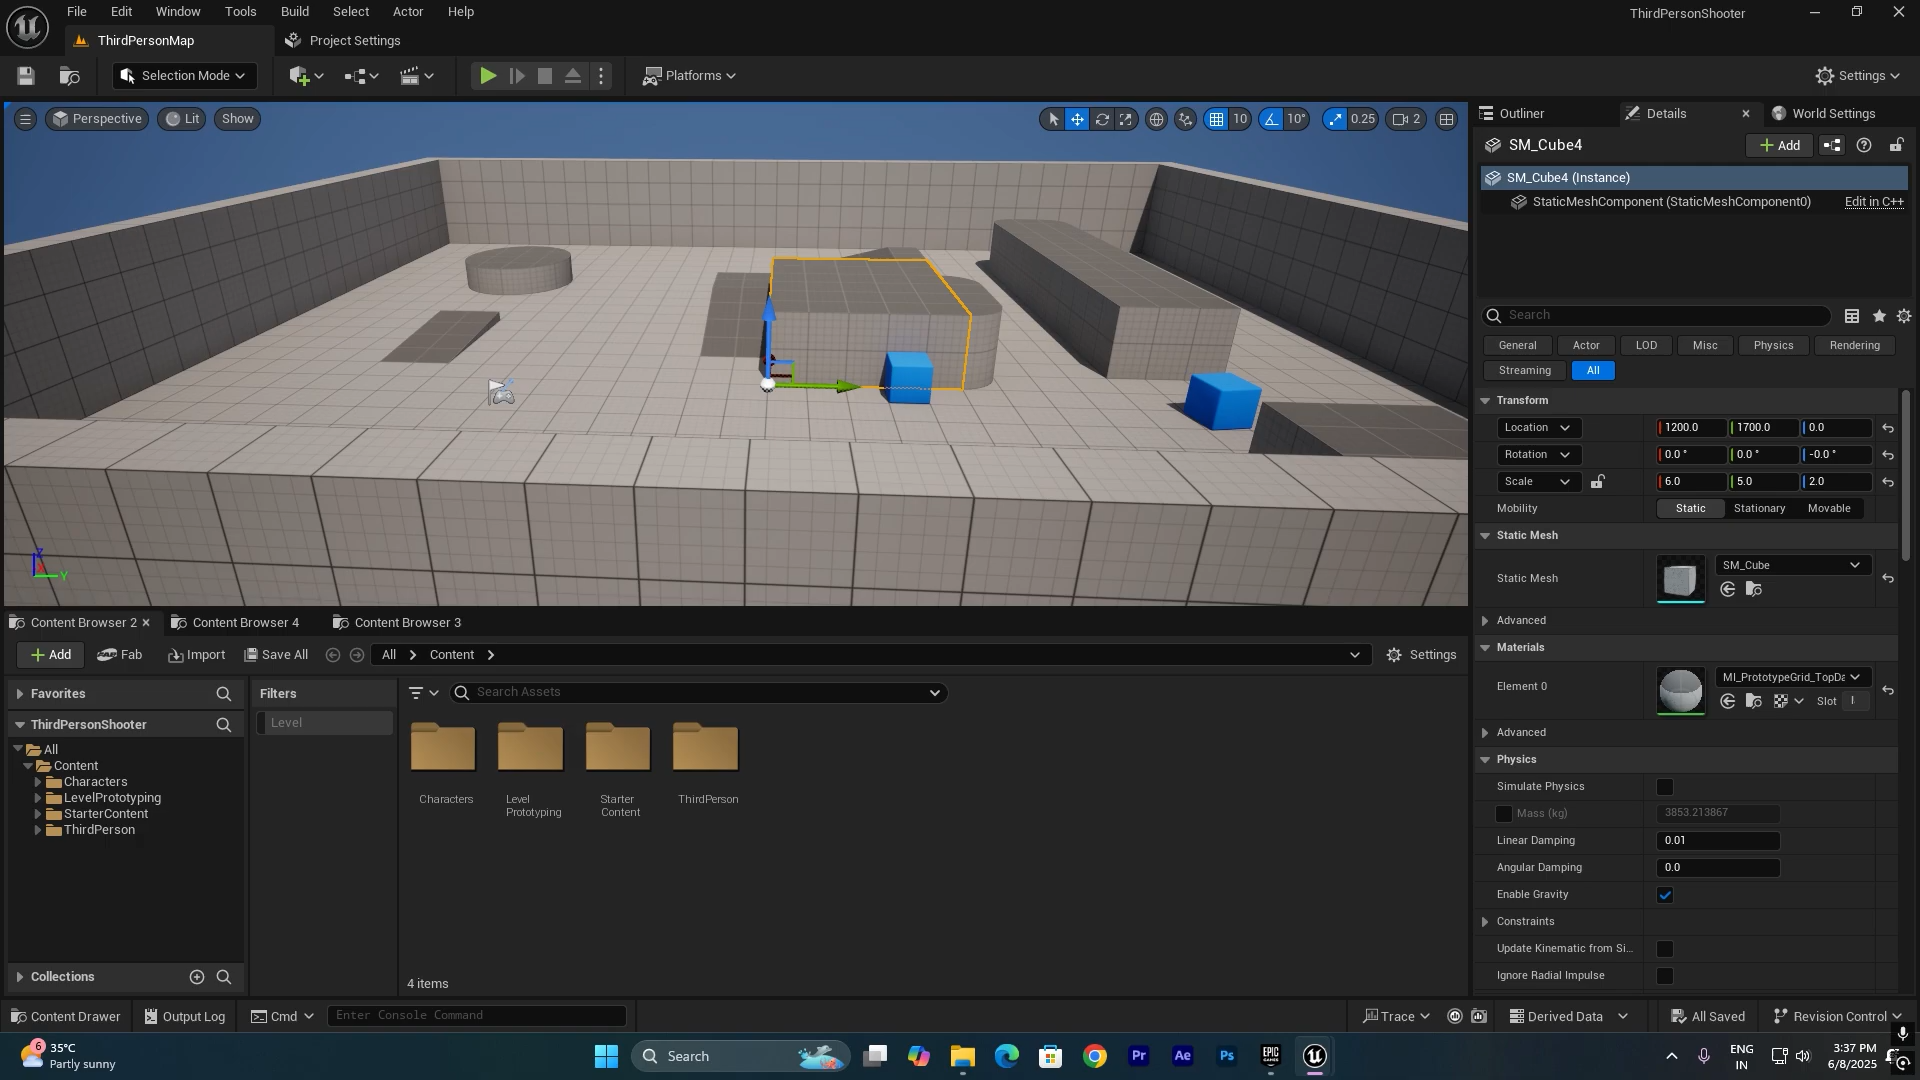 File Edit Window Tools Build Select Actor Help
ThirdPersonShooter
ThirdPersonMap
Project Settings
Selection Mode
Platforms
Settings
Perspective
Lit
Show
10
10°
0.25
2
Z
Y
Outliner
Details
World Settings
SM_Cube4
Add
SM_Cube4 (Instance)
StaticMeshComponent (StaticMeshComponent0)
Edit in C++
Search
General Actor LOD Misc Physics Rendering
Streaming All
Transform
Location 1200.0 1700.0 0.0
Rotation 0.0 ° 0.0 ° -0.0 °
Scale 6.0 5.0 2.0
Mobility Static Stationary Movable
Static Mesh
Static Mesh SM_Cube
Advanced
Materials
Element 0 MI_PrototypeGrid_TopDa
Slot
Advanced
Physics
Simulate Physics
Mass (kg) 3853.213867
Linear Damping 0.01
Angular Damping 0.0
Enable Gravity
Constraints
Update Kinematic from Si...
Ignore Radial Impulse
Content Browser 2
Content Browser 4
Content Browser 3
Add Fab Import Save All All Content Settings
Favorites
ThirdPersonShooter
All
Content
Characters
LevelPrototyping
StarterContent
ThirdPerson
Collections
Filters
Level
Search Assets
Characters
Level
Prototyping
Starter
Content
ThirdPerson
4 items
Content Drawer Output Log Cmd Enter Console Command Trace Derived Data All Saved Revision Control
6
35°C
Partly sunny
Search
Pr
Ae
Ps
EPIC
GAMES
ENG
IN
3:37 PM
6/8/2025